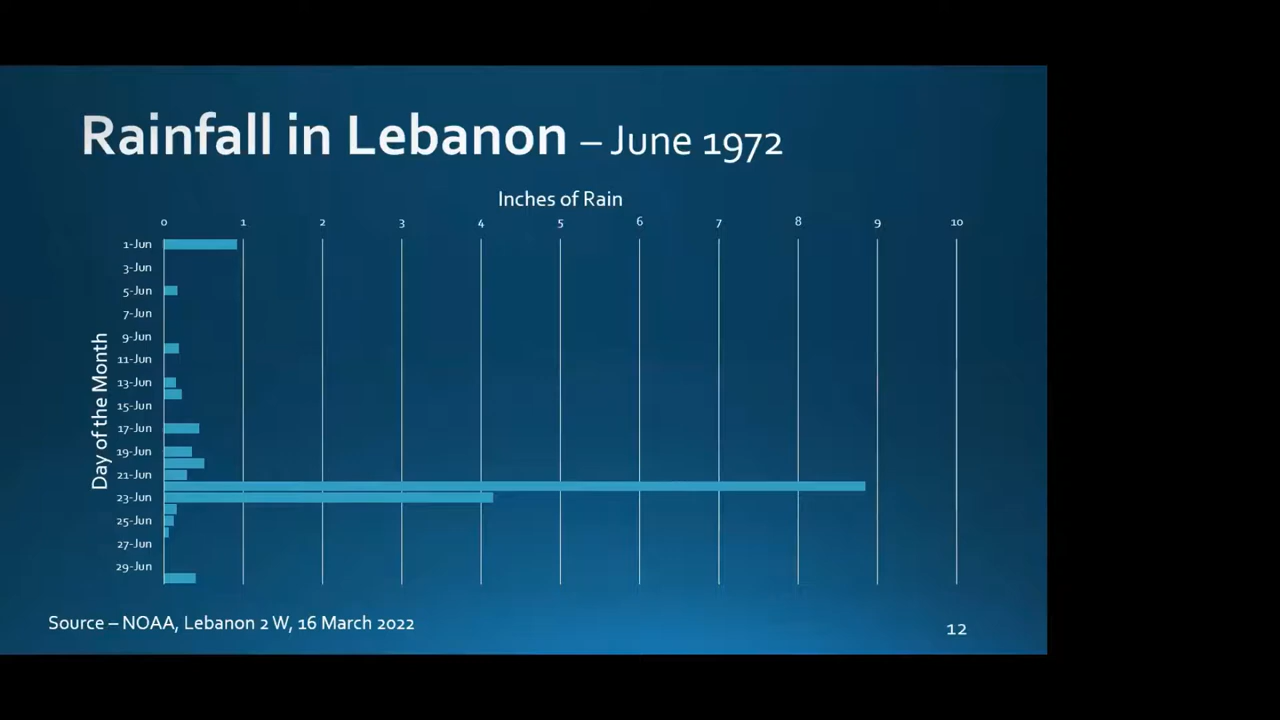 Rainfall in Lebanon – June 1972
Inches of Rain
0 1 2 3 4 5 6 7 8 9 10
Day of the Month
1-Jun
3-Jun
5-Jun
7-Jun
9-Jun
11-Jun
13-Jun
15-Jun
17-Jun
19-Jun
21-Jun
23-Jun
25-Jun
27-Jun
29-Jun
Source – NOAA, Lebanon 2 W, 16 March 2022
12